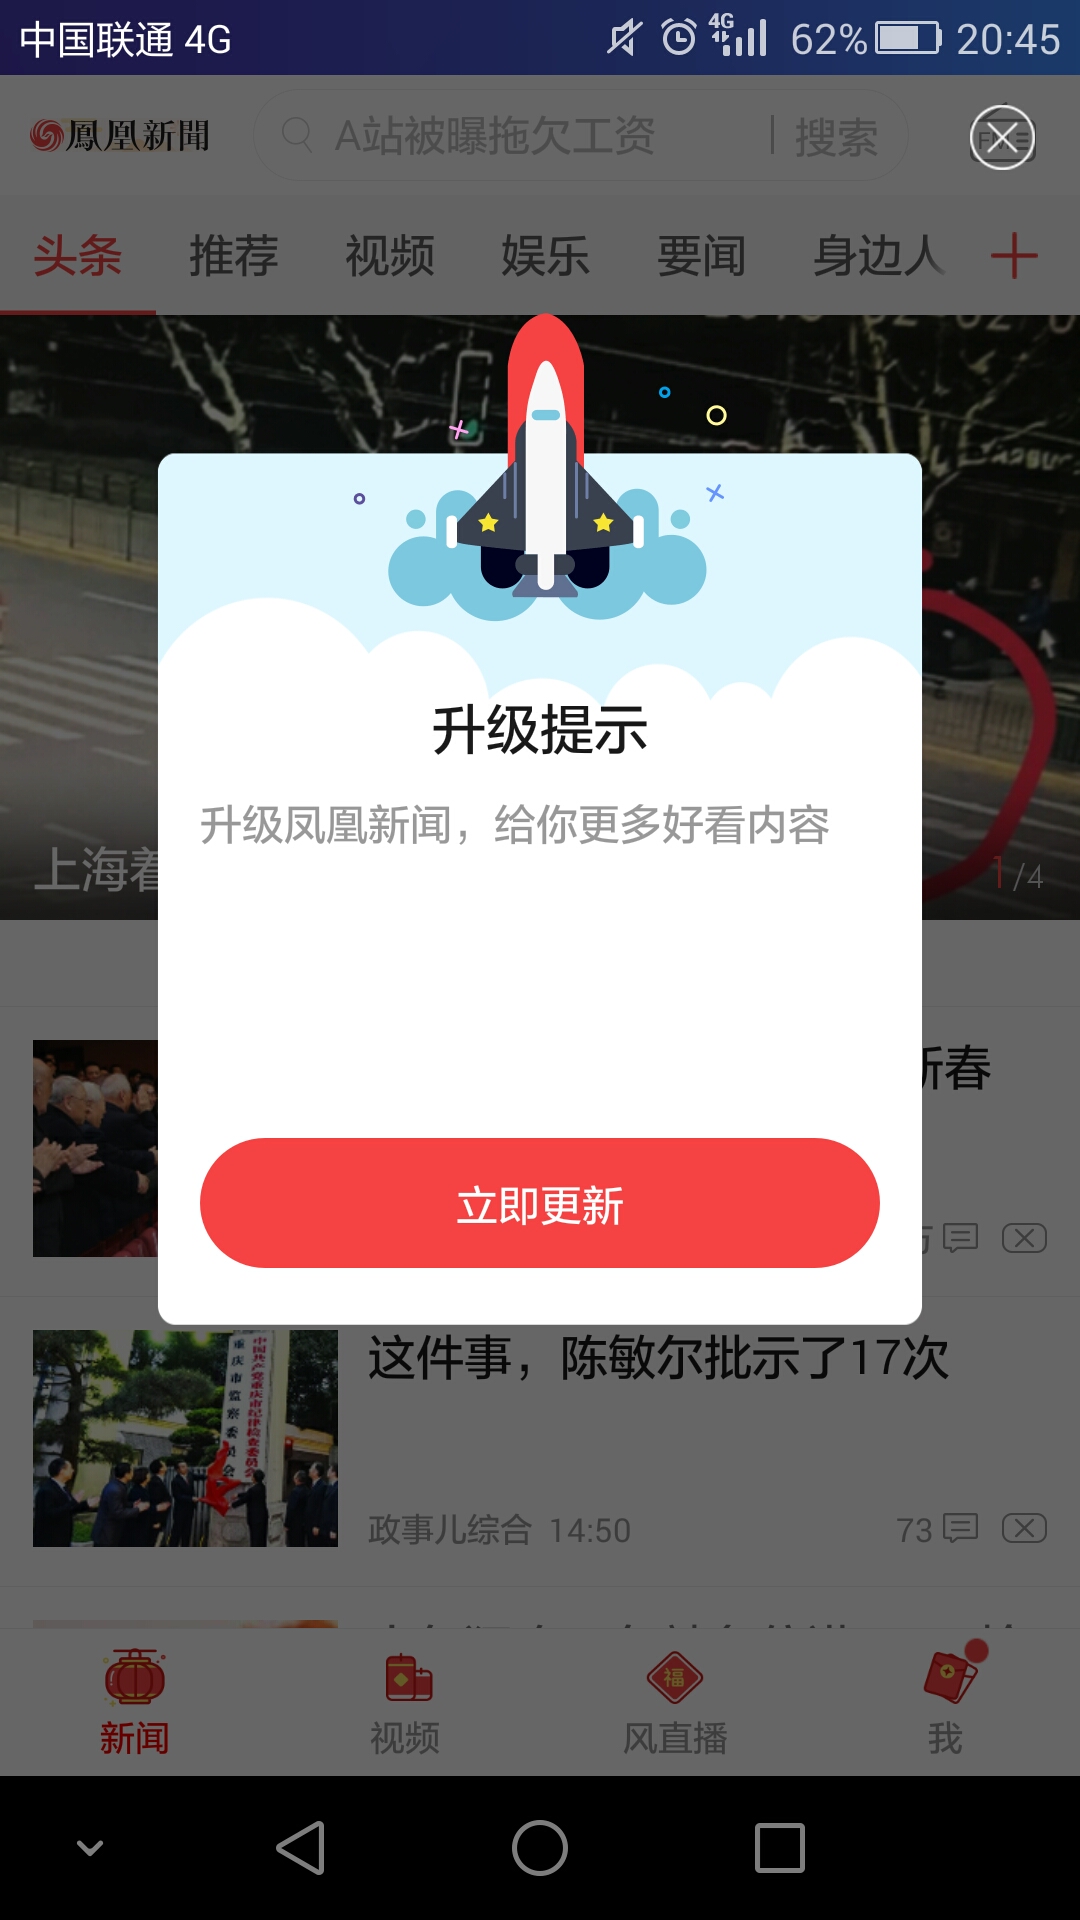 中国联通 4G
4G
62%
20:45
鳳凰新聞
A站被曝拖欠工资
搜索
头条
推荐
视频
娱乐
要闻
身边人
升级提示
升级凤凰新闻，给你更多好看内容
上海着
1/4
新春
立即更新
这件事，陈敏尔批示了17次
政事儿综合 14:50
73
新闻
视频
福
风直播
我